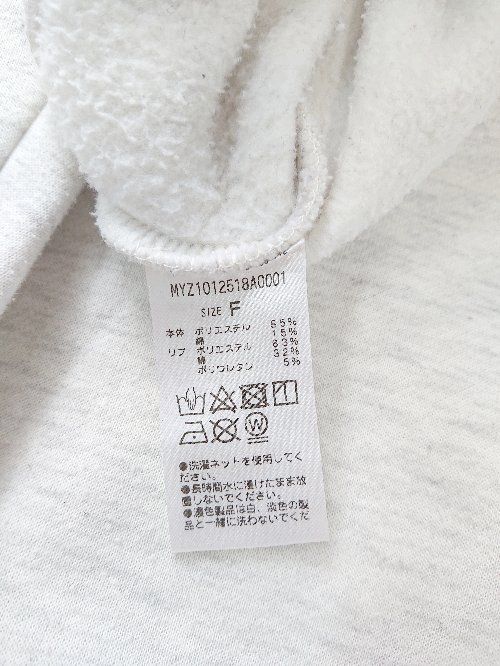 MYZ1012518A0001
SIZE F
本体 ポリエステル 55%
綿 15%
リブ ポリエステル 63%
綿 32%
ポリウレタン 5%
W
●洗濯ネットを使用してく
ださい。
●長時間水に漬けたまま放
置しないでください。
●濃色製品は白、淡色の製
品と一緒に洗わないでくだ